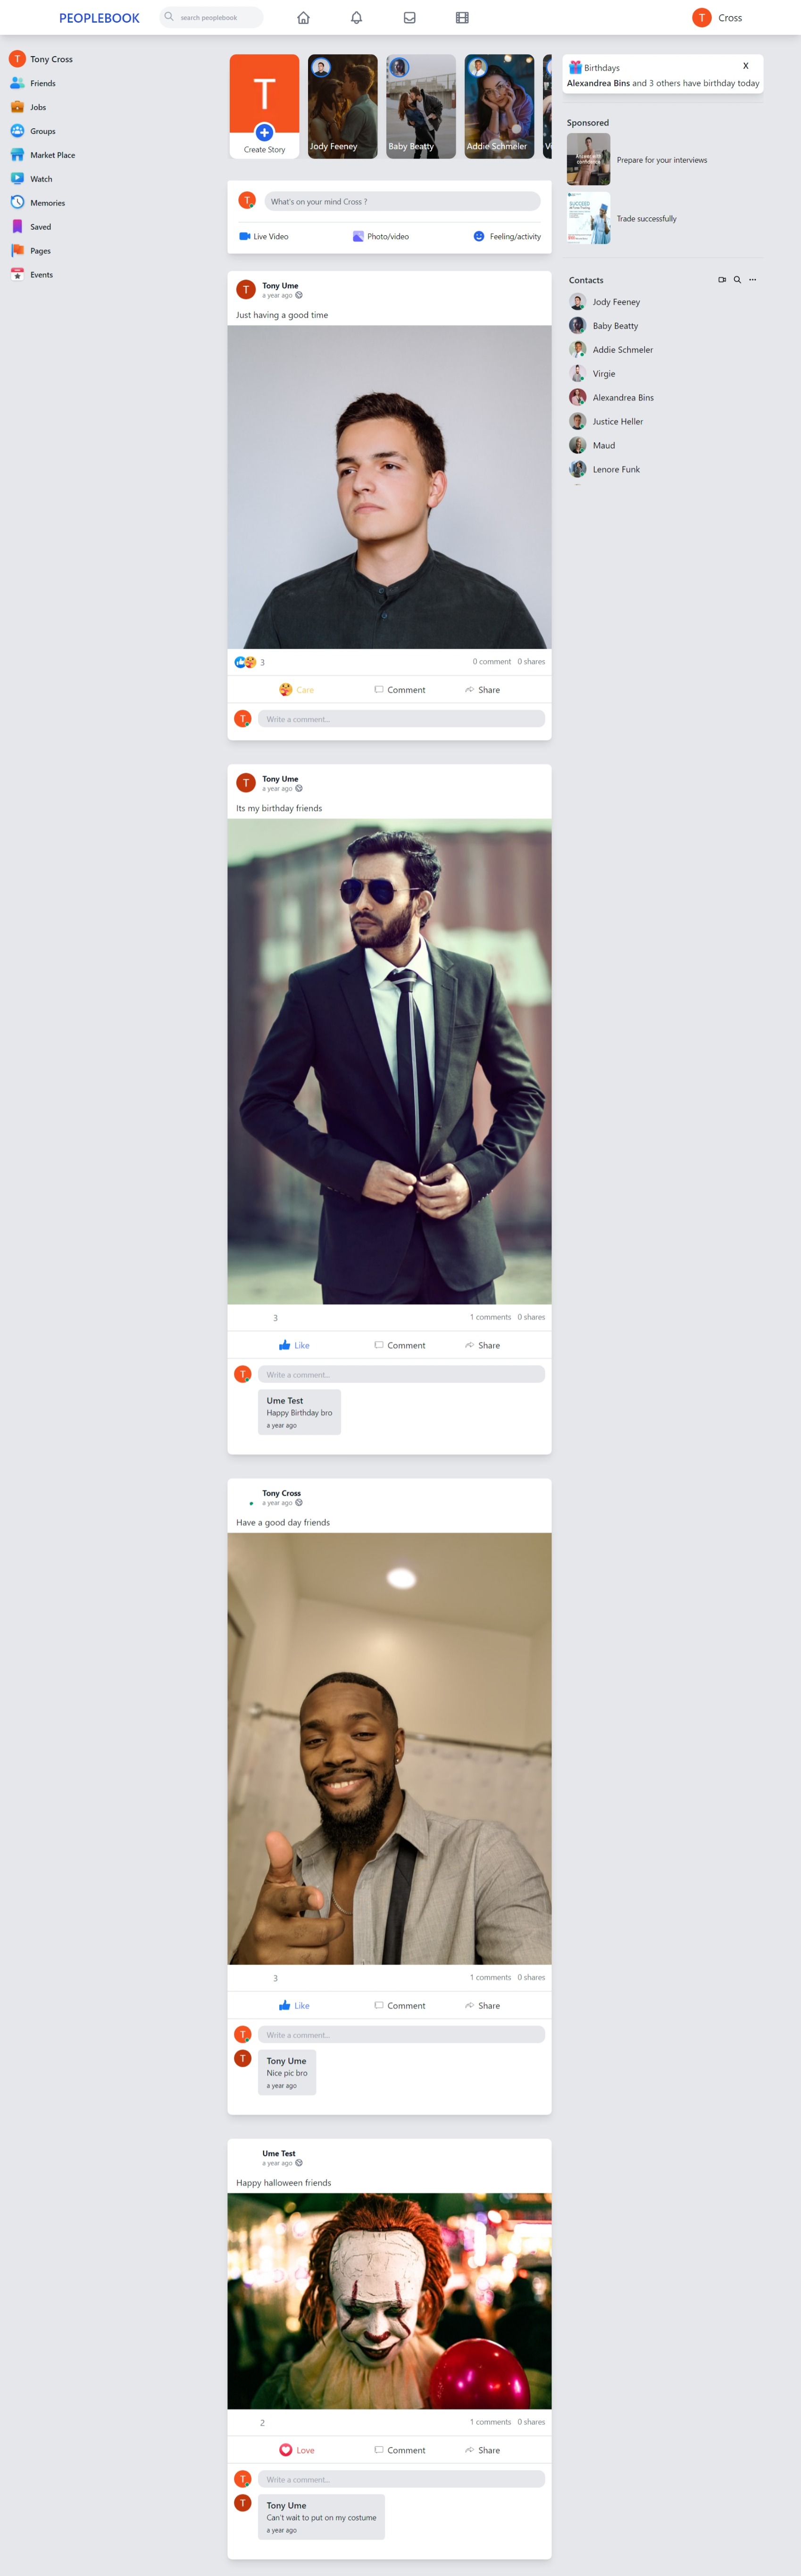 PEOPLEBOOK
search peoplebook
T
Cross
T
Tony Cross
Friends
Jobs
Groups
Market Place
Watch
Memories
Saved
Pages
Events
T
Create Story
Jody Feeney
Baby Beatty
Addie Schmeler
T
What's on your mind Cross ?
Live Video
Photo/video
Feeling/activity
T
Tony Ume
a year ago
Just having a good time
3
0 comment 0 shares
Care
Comment
Share
T
Write a comment...
T
Tony Ume
a year ago
Its my birthday friends
3
1 comments 0 shares
Like
Comment
Share
T
Write a comment...
Ume Test
Happy Birthday bro
a year ago
Tony Cross
a year ago
Have a good day friends
3
1 comments 0 shares
Like
Comment
Share
T
Write a comment...
T
Tony Ume
Nice pic bro
a year ago
Ume Test
a year ago
Happy halloween friends
2
1 comments 0 shares
Love
Comment
Share
T
Write a comment...
T
Tony Ume
Can't wait to put on my costume
a year ago
Birthdays
X
Alexandrea Bins and 3 others have birthday today
Sponsored
Prepare for your interviews
SUCCEED
Trade successfully
Contacts
Jody Feeney
Baby Beatty
Addie Schmeler
Virgie
Alexandrea Bins
Justice Heller
Maud
Lenore Funk